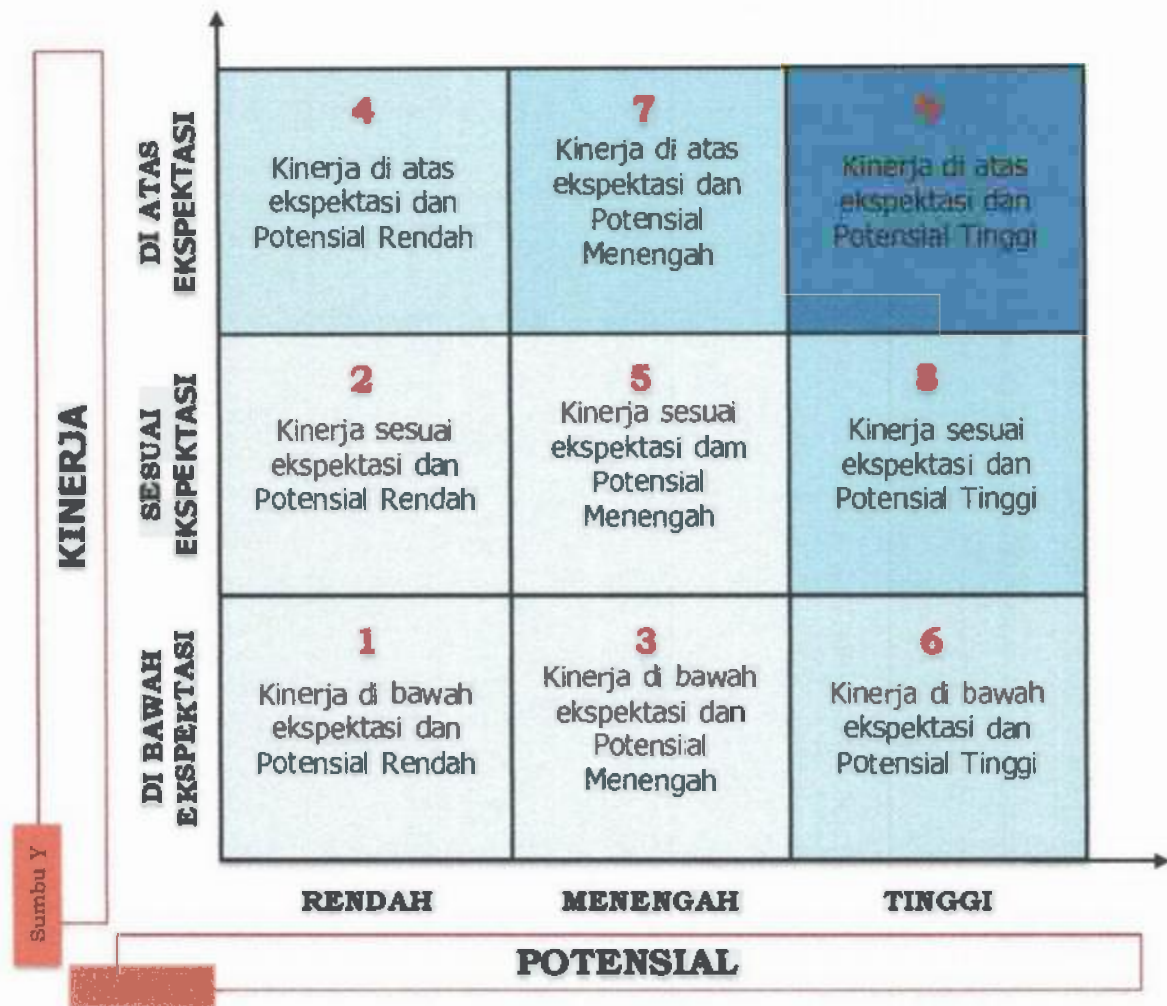 KINERJA
Sumbu Y
DI ATAS
EKSPEKTASI
4
Kinerja di atas
ekspektasi dan
Potensial Rendah
7
Kinerja di atas
ekspektasi dan
Potensial
Menengah
9
Kinerja di atas
ekspektasi dan
Potensial Tinggi
SESUAI
EKSPEKTASI
2
Kinerja sesuai
ekspektasi dan
Potensial Rendah
5
Kinerja sesuai
ekspektasi dam
Potensial
Menengah
8
Kinerja sesuai
ekspektasi dan
Potensial Tinggi
DI BAWAH
EKSPEKTASI
1
Kinerja di bawah
ekspektasi dan
Potensial Rendah
3
Kinerja di bawah
ekspektasi dan
Potensial
Menengah
6
Kinerja di bawah
ekspektasi dan
Potensial Tinggi
RENDAH
MENENGAH
TINGGI
POTENSIAL